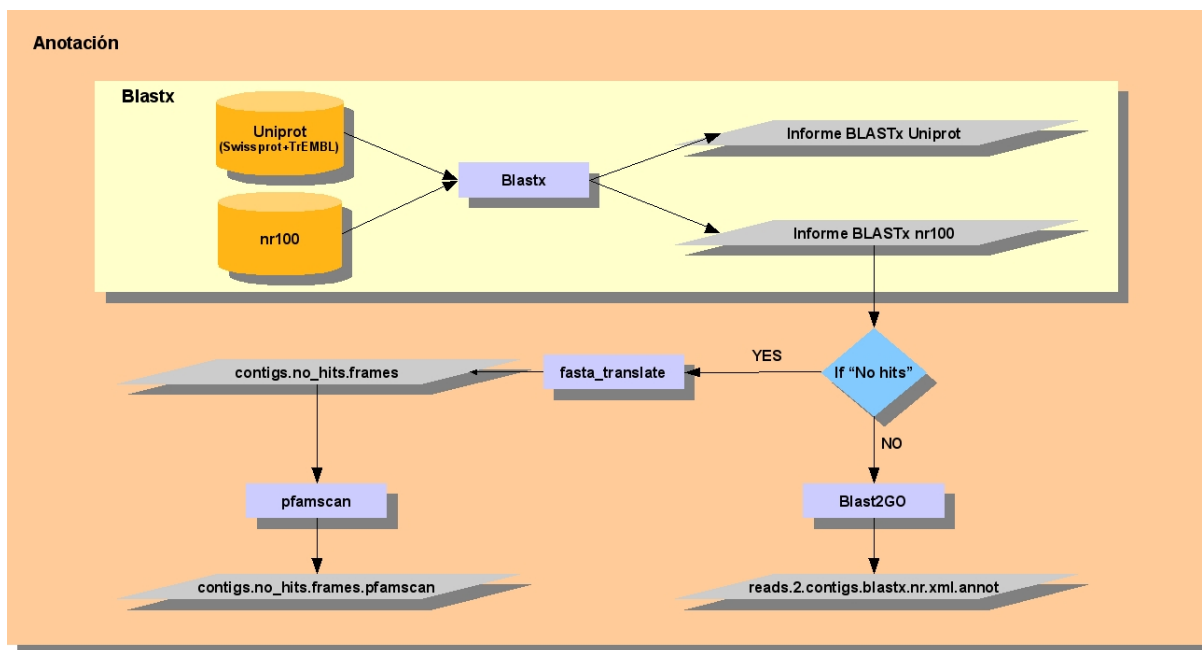 Anotación
Blastx
Uniprot
(Swissprot+TrEMBL)
Informe BLASTx Uniprot
Blastx
nr100
Informe BLASTx nr100
YES
contigs.no_hits.frames
fasta_translate
If “No hits”
NO
pfamscan
Blast2GO
contigs.no_hits.frames.pfamscan
reads.2.contigs.blastx.nr.xml.annot